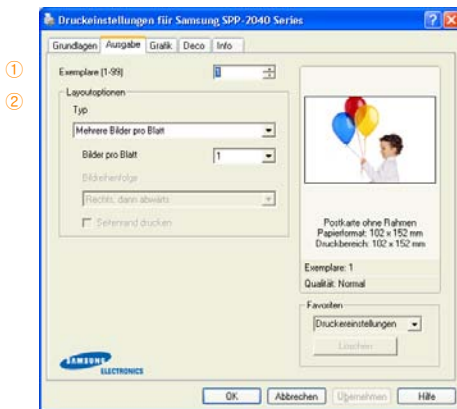 Druckeinstellungen für Samsung SPP-2040 Series
Grundlagen Ausgabe Grafik Deco Info
① Exemplare (1-99) 1
② Layoutoptionen
Typ
Mehrere Bilder pro Blatt
Bilder pro Blatt 1
Bildreihenfolge
Rechts, dann abwärts
Seitenrand drucken
Postkarte ohne Rahmen
Papierformat: 102 x 152 mm
Druckbereich: 102 x 152 mm
Exemplare: 1
Qualität: Normal
Favoriten
Druckereinstellungen
Löschen
SAMSUNG
ELECTRONICS
OK Abbrechen Übernehmen Hilfe